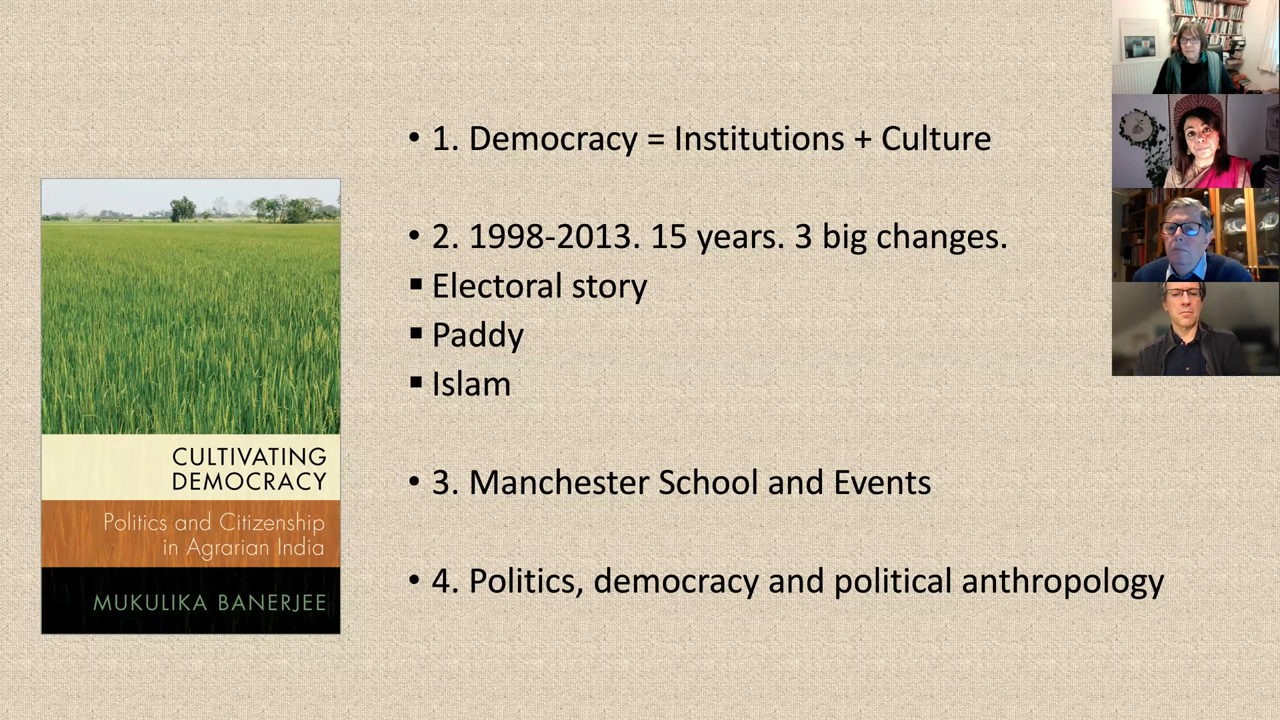 CULTIVATING
DEMOCRACY
Politics and Citizenship
in Agrarian India
MUKULIKA BANERJEE
• 1. Democracy = Institutions + Culture
• 2. 1998-2013. 15 years. 3 big changes.
▪ Electoral story
▪ Paddy
▪ Islam
• 3. Manchester School and Events
• 4. Politics, democracy and political anthropology